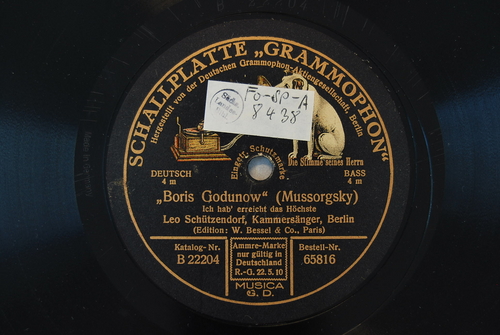 SCHALLPLATTE „GRAMMOPHON"
Hergestellt von der Deutschen Grammophon-Aktiengesellschaft, Berlin
Fo-SP-A
8438
Eingetr. Schutzmarke
Die Stimme seines Herrn
DEUTSCH
4 m
BASS
4 m
„Boris Godunow" (Mussorgsky)
Ich hab' erreicht das Höchste
Leo Schützendorf, Kammersänger, Berlin
(Edition: W. Bessel & Co., Paris)
Katalog-Nr.
B 22204
Ammre-Marke
nur gültig in
Deutschland
R.-G. 22. 5. 10
Bestell-Nr.
65816
MUSICA
G. D.